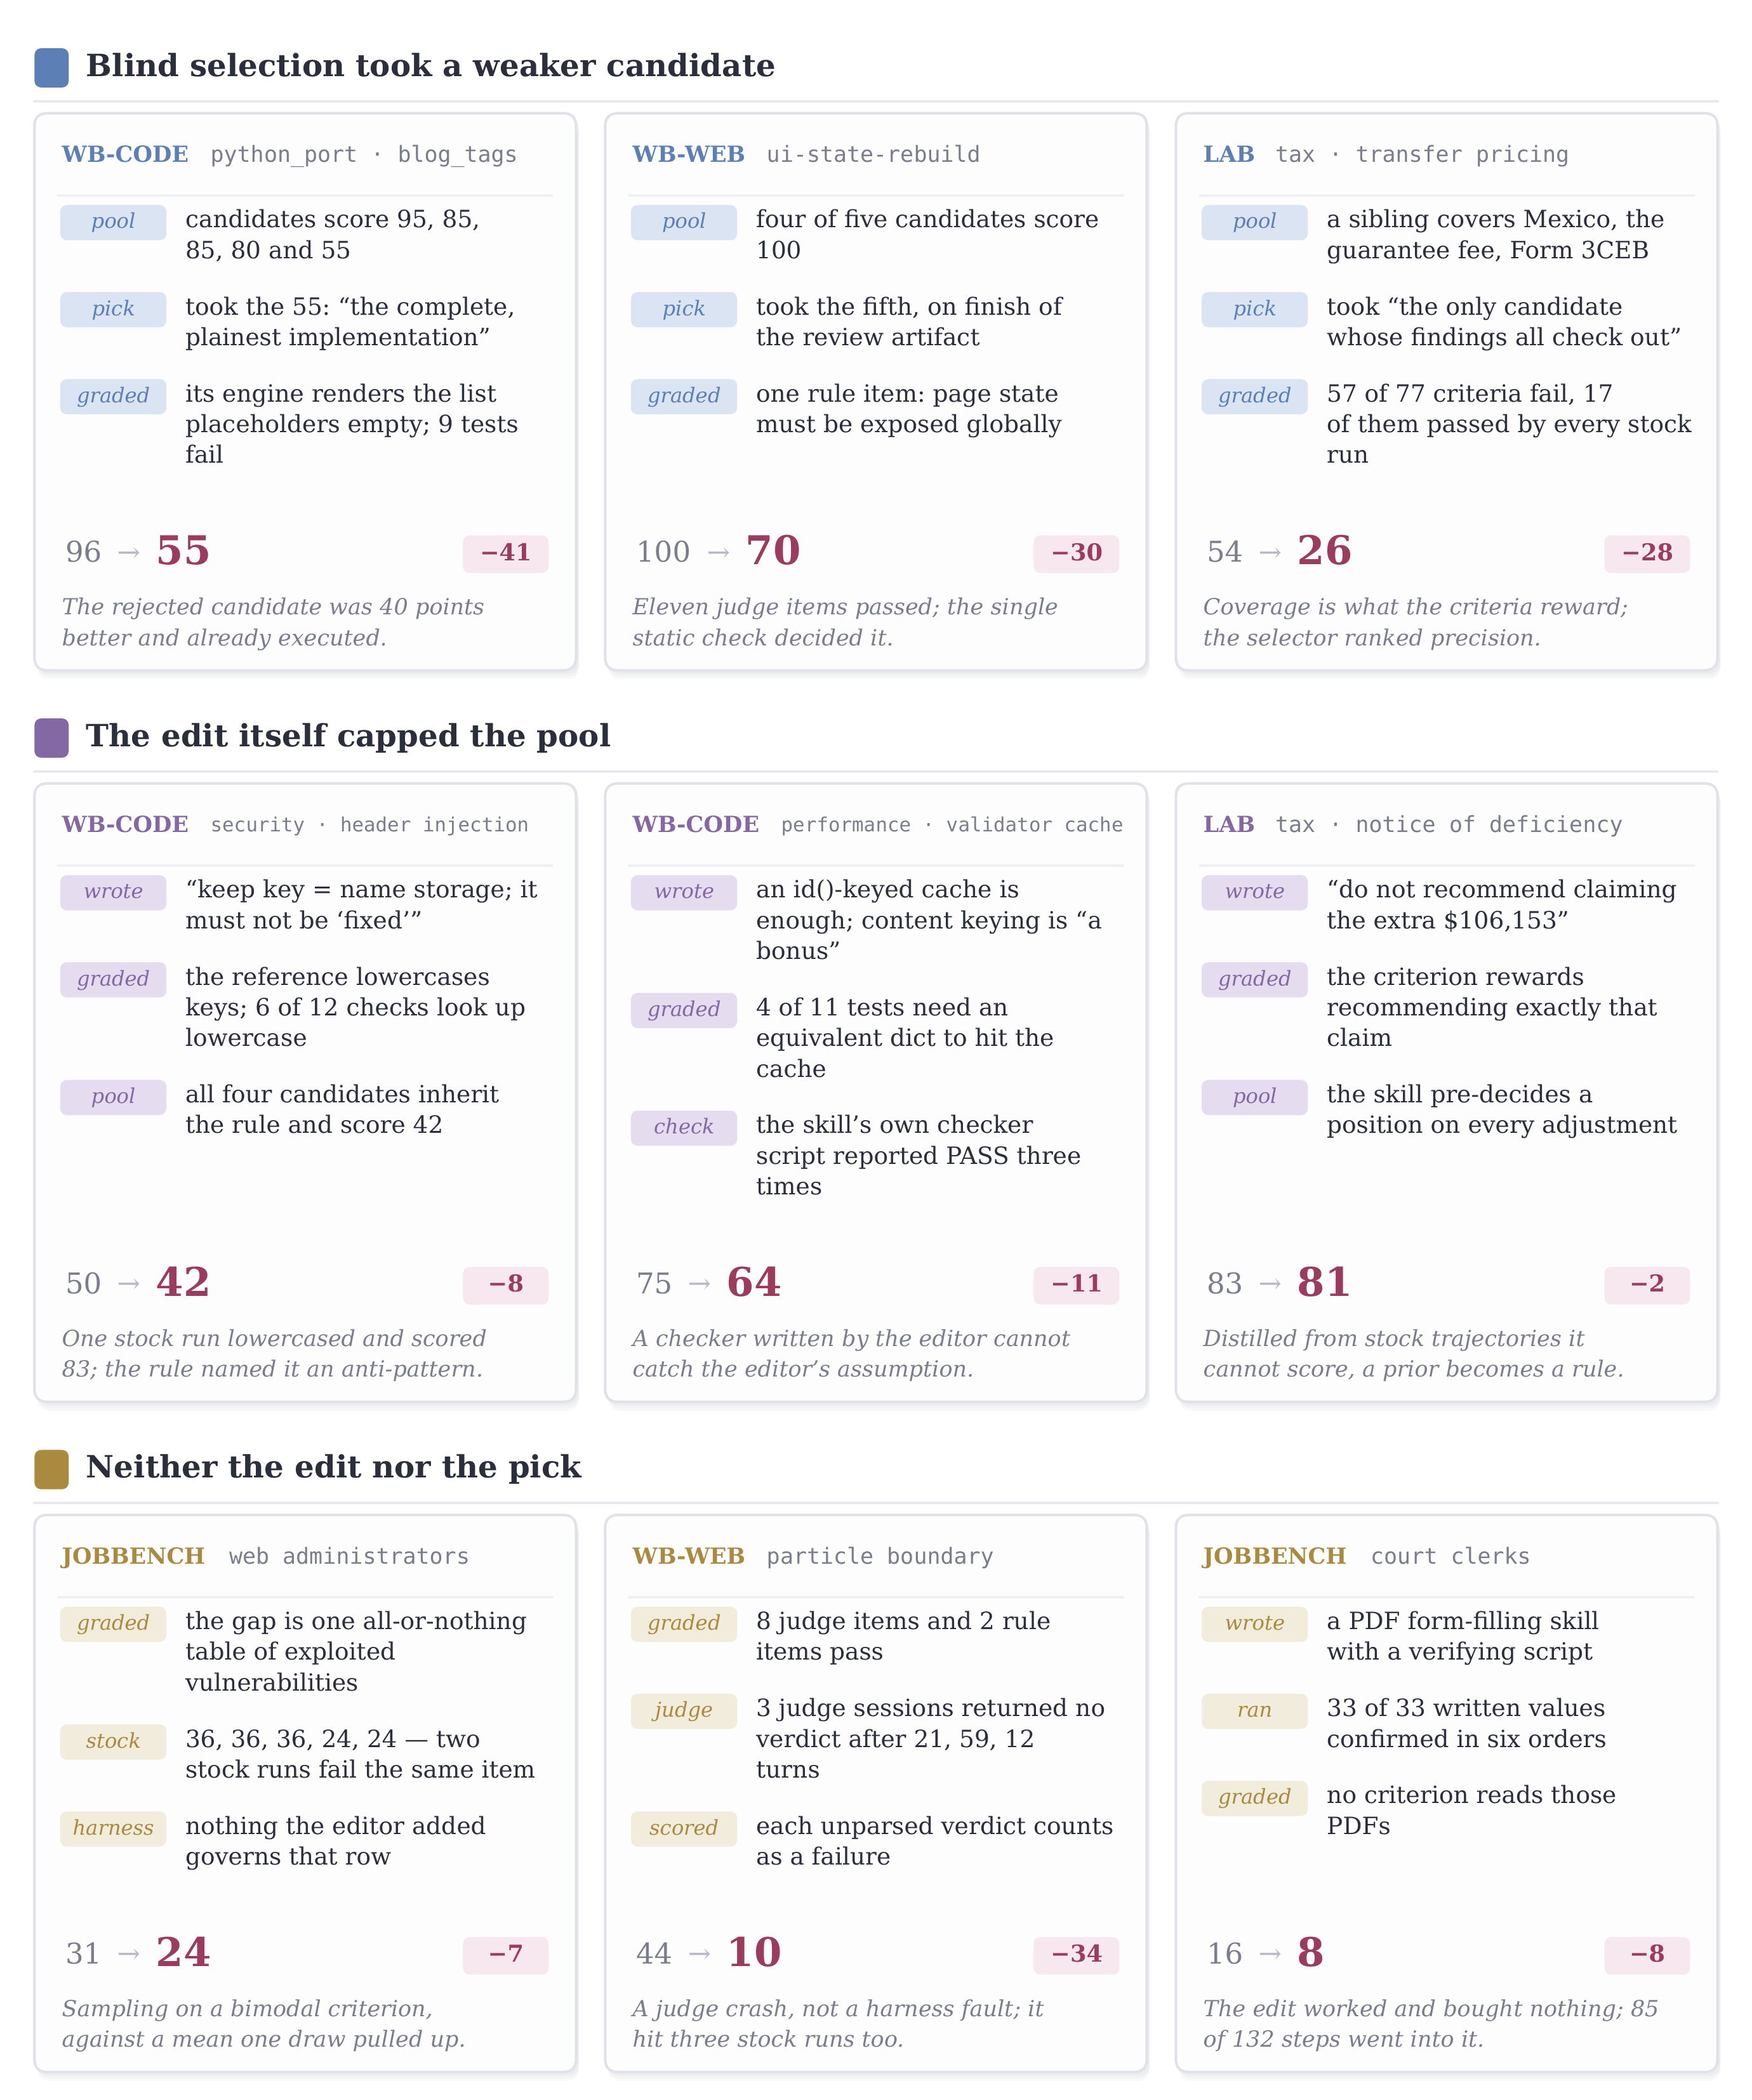 Blind selection took a weaker candidate
WB-CODE python_port · blog_tags
pool candidates score 95, 85,
85, 80 and 55
pick took the 55: “the complete,
plainest implementation”
graded its engine renders the list
placeholders empty; 9 tests
fail
96 → 55 −41
The rejected candidate was 40 points
better and already executed.
WB-WEB ui-state-rebuild
pool four of five candidates score
100
pick took the fifth, on finish of
the review artifact
graded one rule item: page state
must be exposed globally
100 → 70 −30
Eleven judge items passed; the single
static check decided it.
LAB tax · transfer pricing
pool a sibling covers Mexico, the
guarantee fee, Form 3CEB
pick took “the only candidate
whose findings all check out”
graded 57 of 77 criteria fail, 17
of them passed by every stock
run
54 → 26 −28
Coverage is what the criteria reward;
the selector ranked precision.
The edit itself capped the pool
WB-CODE security · header injection
wrote “keep key = name storage; it
must not be ‘fixed’”
graded the reference lowercases
keys; 6 of 12 checks look up
lowercase
pool all four candidates inherit
the rule and score 42
50 → 42 −8
One stock run lowercased and scored
83; the rule named it an anti-pattern.
WB-CODE performance · validator cache
wrote an id()-keyed cache is
enough; content keying is “a
bonus”
graded 4 of 11 tests need an
equivalent dict to hit the
cache
check the skill’s own checker
script reported PASS three
times
75 → 64 −11
A checker written by the editor cannot
catch the editor’s assumption.
LAB tax · notice of deficiency
wrote “do not recommend claiming
the extra $106,153”
graded the criterion rewards
recommending exactly that
claim
pool the skill pre-decides a
position on every adjustment
83 → 81 −2
Distilled from stock trajectories it
cannot score, a prior becomes a rule.
Neither the edit nor the pick
JOBBENCH web administrators
graded the gap is one all-or-nothing
table of exploited
vulnerabilities
stock 36, 36, 36, 24, 24 — two
stock runs fail the same item
harness nothing the editor added
governs that row
31 → 24 −7
Sampling on a bimodal criterion,
against a mean one draw pulled up.
WB-WEB particle boundary
graded 8 judge items and 2 rule
items pass
judge 3 judge sessions returned no
verdict after 21, 59, 12
turns
scored each unparsed verdict counts
as a failure
44 → 10 −34
A judge crash, not a harness fault; it
hit three stock runs too.
JOBBENCH court clerks
wrote a PDF form-filling skill
with a verifying script
ran 33 of 33 written values
confirmed in six orders
graded no criterion reads those
PDFs
16 → 8 −8
The edit worked and bought nothing; 85
of 132 steps went into it.